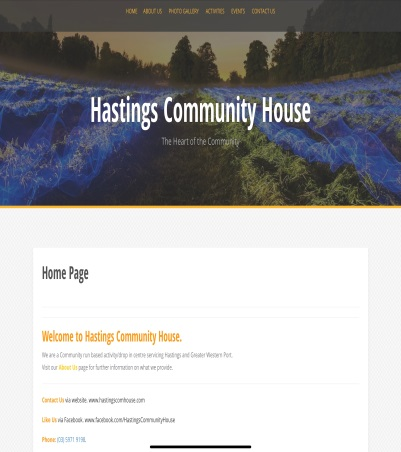 HOME ABOUT US PHOTO GALLERY ACTIVITIES EVENTS CONTACT US
Hastings Community House
The Heart of the Community
Home Page
Welcome to Hastings Community House.
We are a Community run based activity/drop in centre servicing Hastings and Greater Western Port.
Visit our About Us page for further information on what we provide.
Contact Us via website. www.hastingscomhouse.com
Like Us via Facebook. www.facebook.com/HastingsCommunityHouse
Phone: (03) 5971 9198.